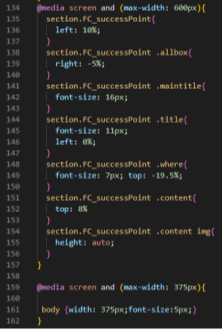 134 @media screen and (max-width: 600px){
135 section.FC_successPoint{
136 left: 10%;
137 }
138 section.FC_successPoint .allbox{
139 right: -5%;
140 }
141 section.FC_successPoint .maintitle{
142 font-size: 16px;
143 }
144 section.FC_successPoint .title{
145 font-size: 11px;
146 left: 0%;
147 }
148 section.FC_successPoint .where{
149 font-size: 7px; top: -19.5%;
150 }
151 section.FC_successPoint .content{
152 top: 8%
153 }
154 section.FC_successPoint .content img{
155 height: auto;
156 }
157 }
158
159 @media screen and (max-width: 375px){
160
161 body {width: 375px;font-size:5px;}
162 }